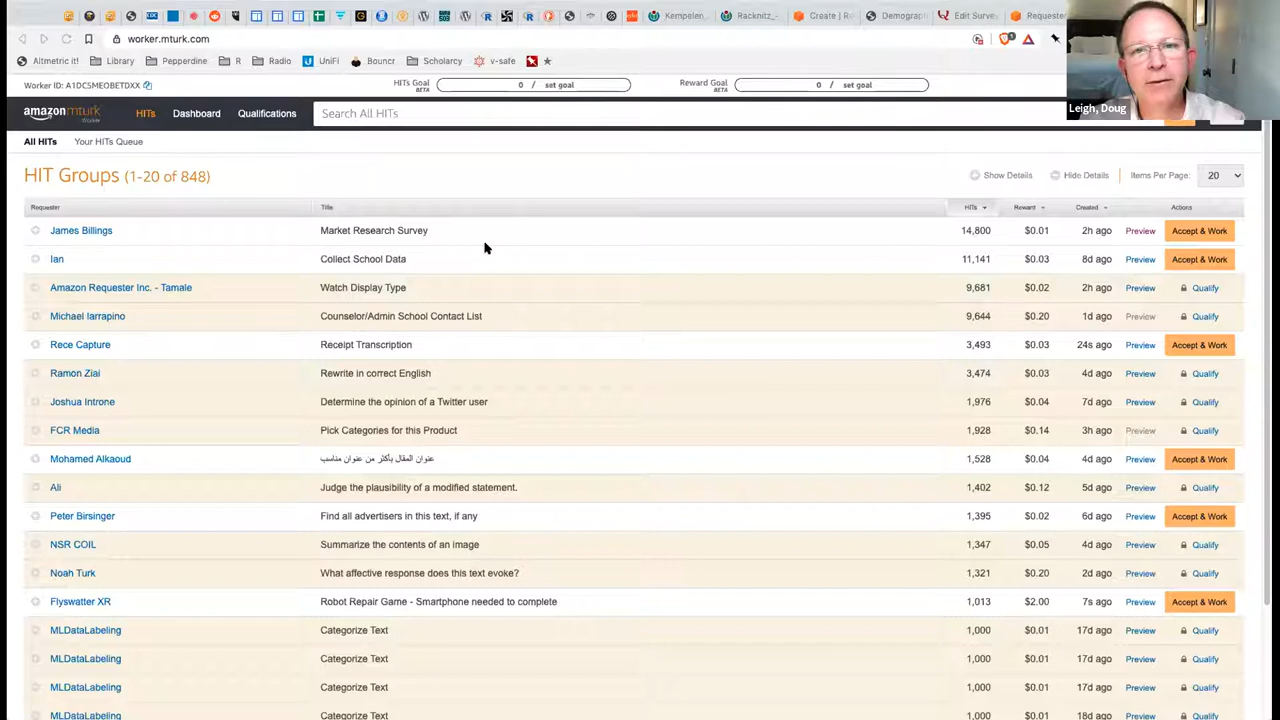 Kempelen
Racknitz_
Create | R
Demograph
Edit Surve
Requeste
worker.mturk.com
Altmetric it!
Library
Pepperdine
R
Radio
UniFi
Bouncr
Scholarcy
v-safe
Worker ID: A1DC5MEOBETDXX
HITs Goal BETA 0 / set goal
Reward Goal BETA 0 / set goal
Leigh, Doug
amazon mturk Worker
HITs
Dashboard
Qualifications
Search All HITs
All HITs
Your HITs Queue
HIT Groups (1-20 of 848)
Show Details
Hide Details
Items Per Page: 20
Requester Title HITs Reward Created Actions
James Billings Market Research Survey 14,800 $0.01 2h ago Preview Accept & Work
Ian Collect School Data 11,141 $0.03 8d ago Preview Accept & Work
Amazon Requester Inc. - Tamale Watch Display Type 9,681 $0.02 2h ago Preview Qualify
Michael Iarrapino Counselor/Admin School Contact List 9,644 $0.20 1d ago Preview Qualify
Rece Capture Receipt Transcription 3,493 $0.03 24s ago Preview Accept & Work
Ramon Ziai Rewrite in correct English 3,474 $0.03 4d ago Preview Qualify
Joshua Introne Determine the opinion of a Twitter user 1,976 $0.04 7d ago Preview Qualify
FCR Media Pick Categories for this Product 1,928 $0.14 3h ago Preview Qualify
Mohamed Alkaoud عنوان المقال بأكثر من عنوان مناسب 1,528 $0.04 4d ago Preview Accept & Work
Ali Judge the plausibility of a modified statement. 1,402 $0.12 5d ago Preview Qualify
Peter Birsinger Find all advertisers in this text, if any 1,395 $0.02 6d ago Preview Accept & Work
NSR COIL Summarize the contents of an image 1,347 $0.05 4d ago Preview Qualify
Noah Turk What affective response does this text evoke? 1,321 $0.20 2d ago Preview Qualify
Flyswatter XR Robot Repair Game - Smartphone needed to complete 1,013 $2.00 7s ago Preview Accept & Work
MLDataLabeling Categorize Text 1,000 $0.01 17d ago Preview Qualify
MLDataLabeling Categorize Text 1,000 $0.01 17d ago Preview Qualify
MLDataLabeling Categorize Text 1,000 $0.01 17d ago Preview Qualify
MLDataLabeling Categorize Text 1,000 $0.01 18d ago Preview Qualify